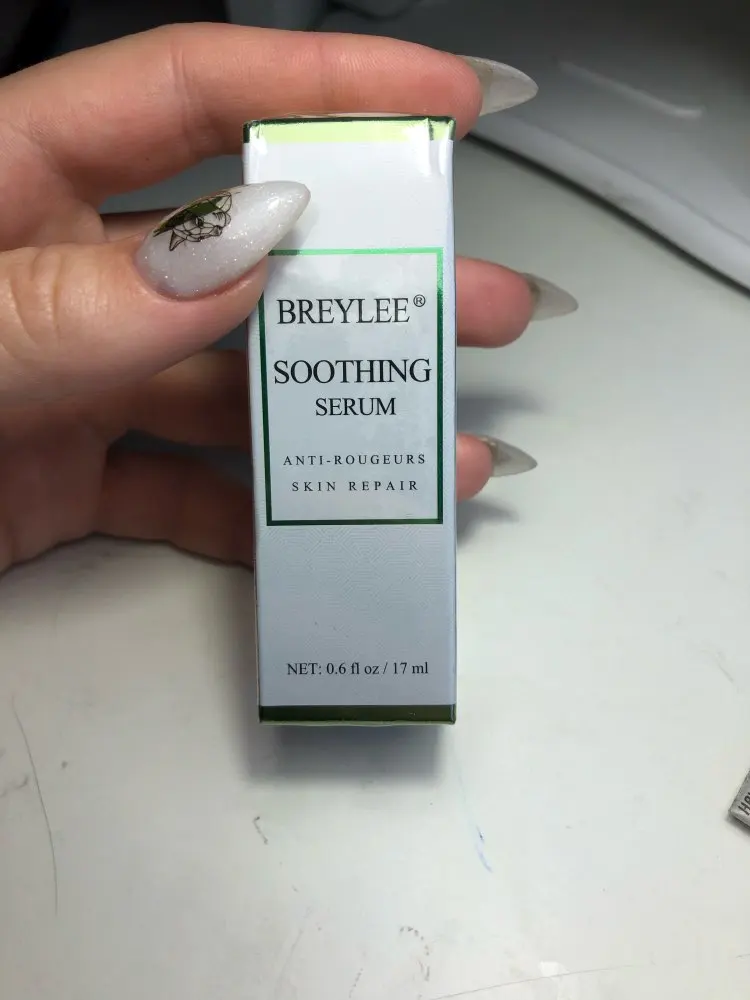 BREYLEE®
SOOTHING
SERUM
ANTI-ROUGEURS
SKIN REPAIR
NET: 0.6 fl oz / 17 ml